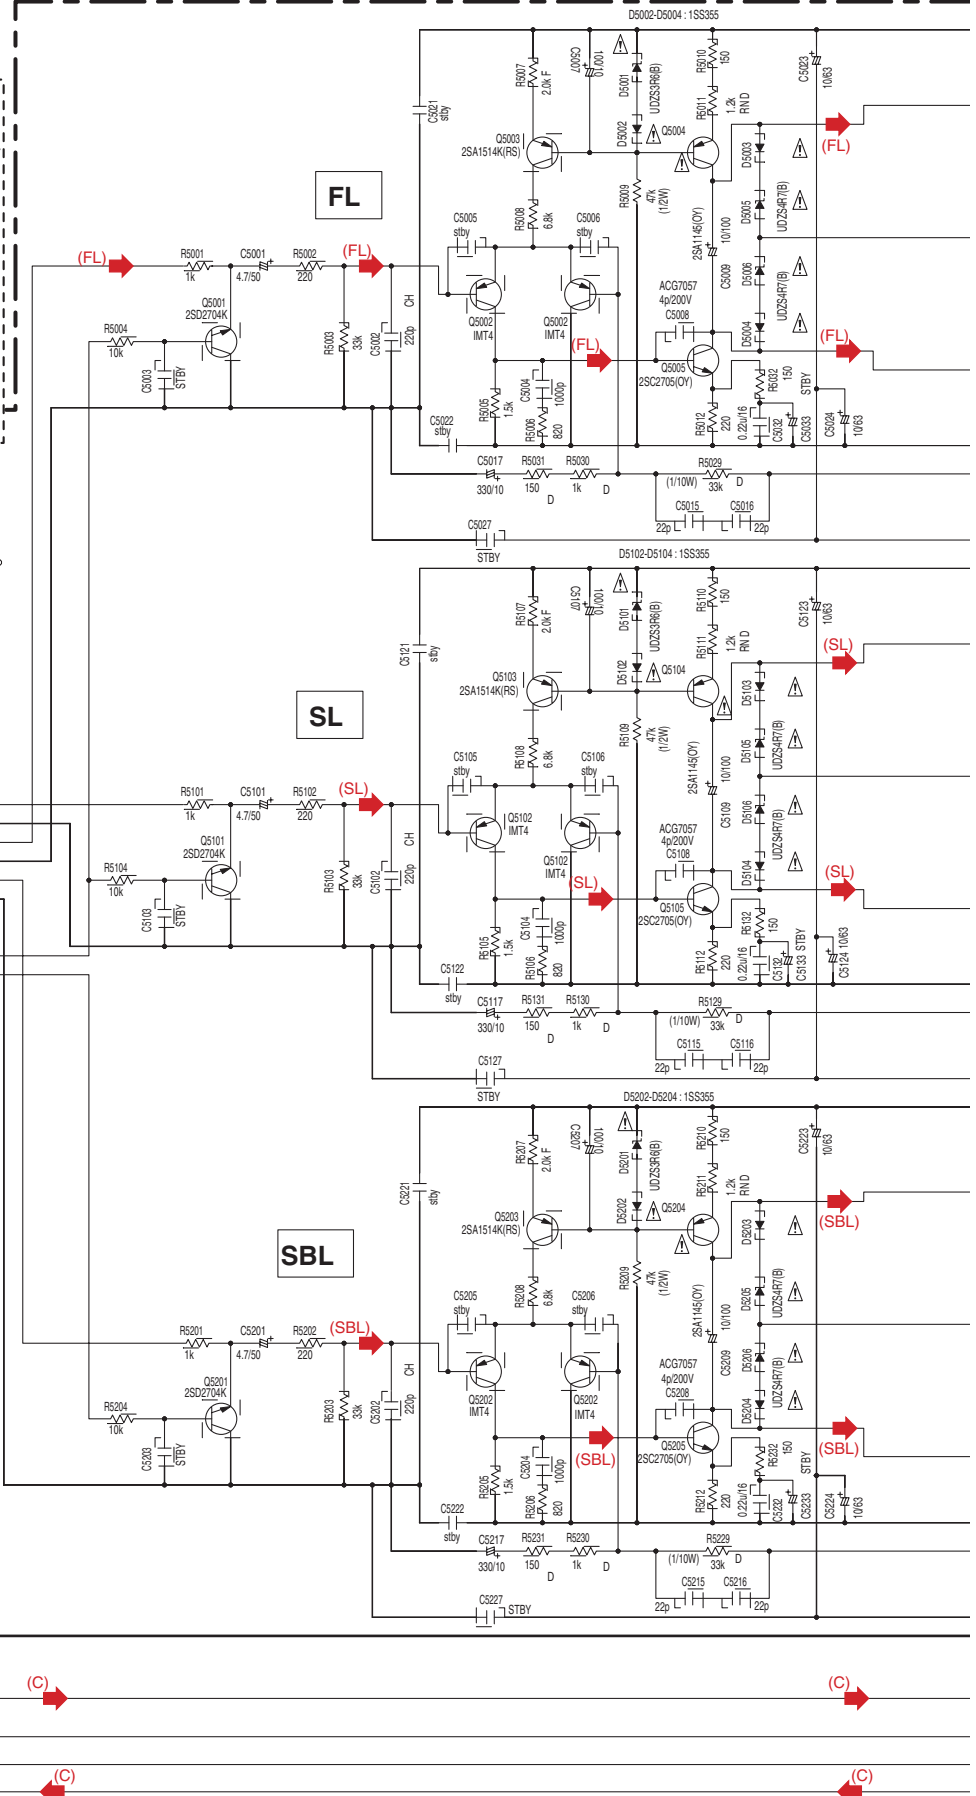 D5002-D5004 : 1SS355
R5007
2.0k F
C5007
100/10
D5001
UDZS3R6(B)
D5002
R5010
150
R5011
1.2k
RN D
C5023
10/63
C5021
stby
Q5003
2SA1514K(RS)
Q5004
(FL)
D5003
FL
R5009
47k
(1/2W)
R5008
6.8k
C5005
stby
C5006
stby
2SA1145(OY)
10/100
C5009
D5005
UDZS4R7(B)
D5006
UDZS4R7(B)
D5004
(FL)
R5001
1k
C5001
4.7/50
R5002
220
(FL)
Q5001
2SD2704K
R5004
10k
C5003
STBY
R5003
33k
C5002
220p
CH
Q5002
IMT4
Q5002
IMT4
(FL)
ACG7057
4p/200V
C5008
(FL)
Q5005
2SC2705(OY)
R5005
1.5k
C5004
1000p
R5006
820
R5012
220
R5032
150
0.22u/16
C5032
C5033
STBY
C5024
10/63
C5022
stby
C5017
330/10
R5031
150
D
R5030
1k
D
R5029
(1/10W)
33k
D
C5015
22p
C5016
22p
C5027
STBY
D5102-D5104 : 1SS355
R5107
2.0k F
C5107
100/10
D5101
UDZS3R6(B)
D5102
R5110
150
R5111
1.2k
RN D
C5123
10/63
C5121
stby
Q5103
2SA1514K(RS)
Q5104
(SL)
D5103
SL
R5109
47k
(1/2W)
R5108
6.8k
C5105
stby
C5106
stby
2SA1145(OY)
10/100
C5109
D5105
UDZS4R7(B)
D5106
UDZS4R7(B)
D5104
R5101
1k
C5101
4.7/50
R5102
220
(SL)
Q5101
2SD2704K
R5104
10k
C5103
STBY
R5103
33k
C5102
220p
CH
Q5102
IMT4
Q5102
IMT4
(SL)
ACG7057
4p/200V
C5108
(SL)
Q5105
2SC2705(OY)
R5105
1.5k
C5104
1000p
R5106
820
R5112
220
R5132
150
0.22u/16
C5132
C5133 STBY
C5124 10/63
C5122
stby
C5117
330/10
R5131
150
D
R5130
1k
D
R5129
(1/10W)
33k
D
C5115
22p
C5116
22p
C5127
STBY
D5202-D5204 : 1SS355
R5207
2.0k F
C5207
100/10
D5201
UDZS3R6(B)
D5202
R5210
150
R5211
1.2k
RN D
C5223
10/63
C5221
stby
Q5203
2SA1514K(RS)
Q5204
(SBL)
D5203
SBL
R5209
47k
(1/2W)
R5208
6.8k
C5205
stby
C5206
stby
2SA1145(OY)
10/100
C5209
D5205
UDZS4R7(B)
D5206
UDZS4R7(B)
D5204
R5201
1k
C5201
4.7/50
R5202
220
(SBL)
Q5201
2SD2704K
R5204
10k
C5203
STBY
R5203
33k
C5202
220p
CH
Q5202
IMT4
Q5202
IMT4
(SBL)
ACG7057
4p/200V
C5208
(SBL)
Q5205
2SC2705(OY)
R5205
1.5k
C5204
1000p
R5206
820
R5212
220
R5232
150
0.22u/16
C5232
C5233
STBY
C5224
10/63
C5222
stby
C5217
330/10
R5231
150
D
R5230
1k
D
R5229
(1/10W)
33k
D
C5215
22p
C5216
22p
C5227
STBY
(C)
(C)
(C)
(C)